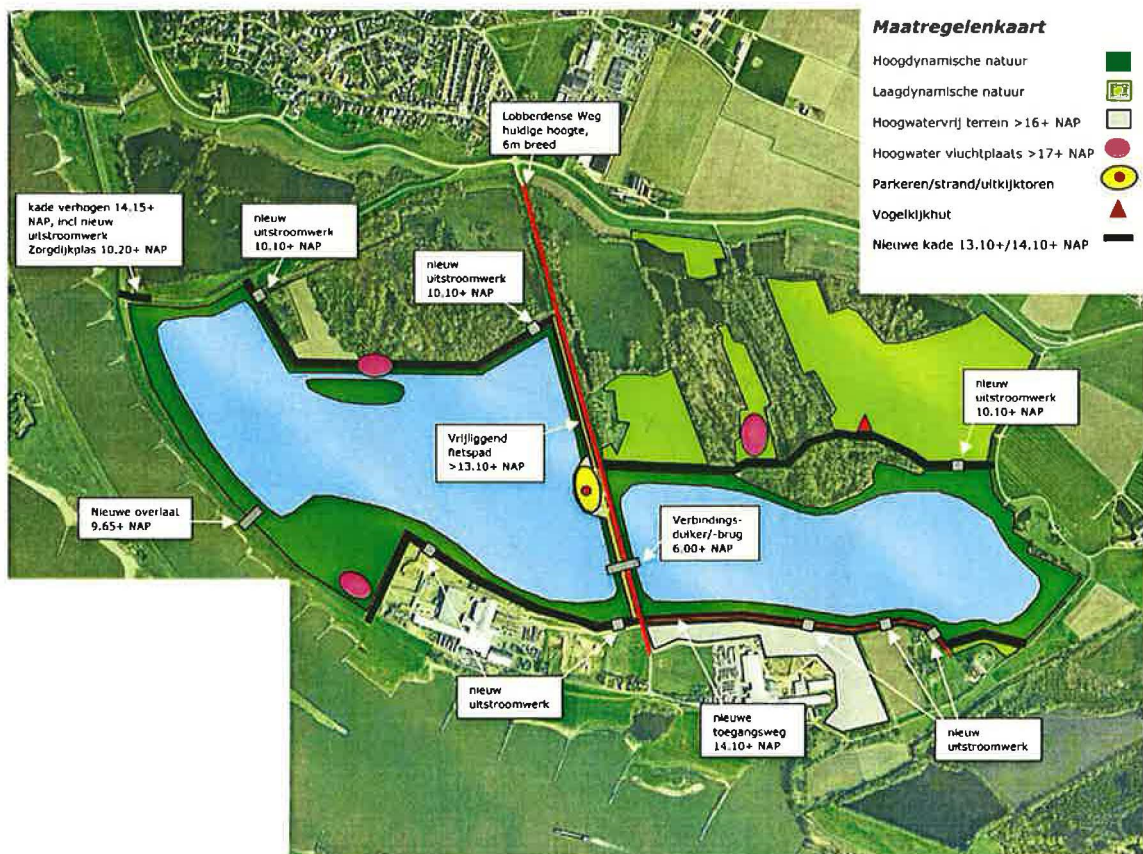 Maatregelenkaart
Hoogdynamische natuur
Laagdynamische natuur
Hoogwatervrij terrein >16+ NAP
Hoogwater vluchtplaats >17+ NAP
Parkeren/strand/uitkijktoren
Vogelkijkhut
Nieuwe kade 13.10+/14.10+ NAP
Lobberdense Weg
huidige hoogte,
6m breed
kade verhogen 14.15+
NAP, incl nieuw
uitstroomwerk
Zorgdijkplas 10.20+ NAP
nieuw
uitstroomwerk
10.10+ NAP
nieuw
uitstroomwerk
10.10+ NAP
nieuw
uitstroomwerk
10.10+ NAP
Vrijliggend
fietspad
>13.10+ NAP
Nieuwe overlaat
9.65+ NAP
Verbindings-
duiker/-brug
6.00+ NAP
nieuw
uitstroomwerk
nieuwe
toegangsweg
14.10+ NAP
nieuw
uitstroomwerk